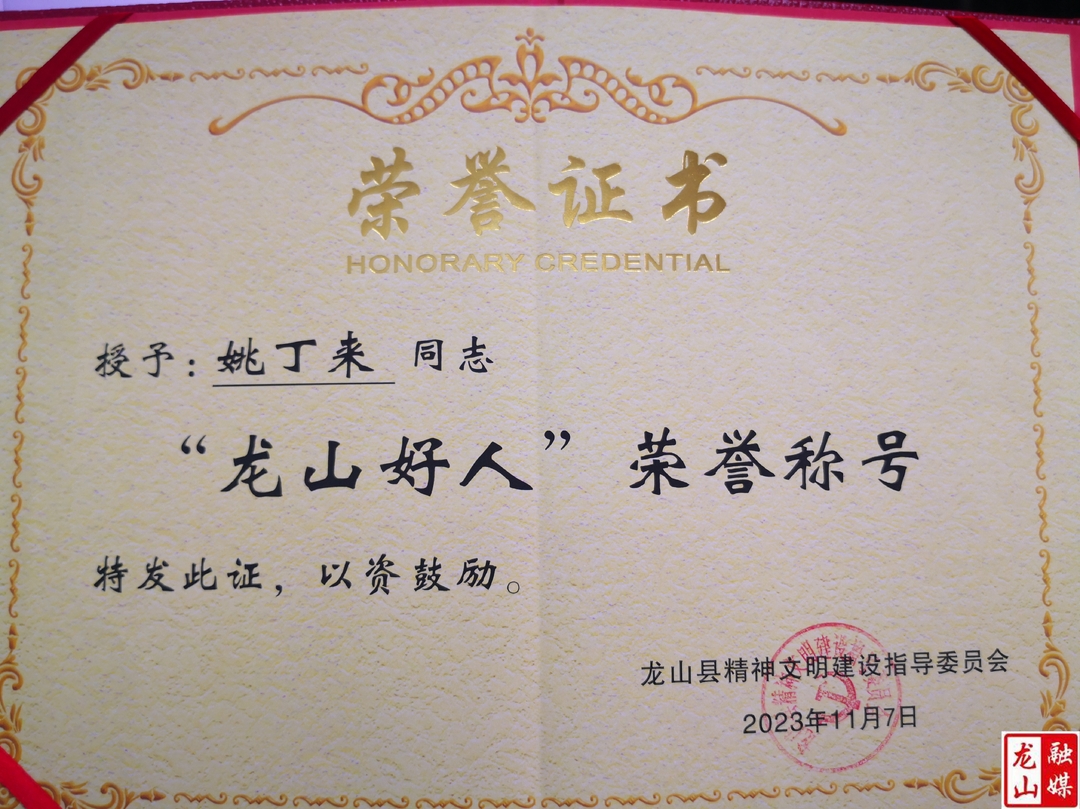 荣誉证书
HONORARY CREDENTIAL
授予：姚丁来 同志
“龙山好人”荣誉称号
特发此证，以资鼓励。
龙山县精神文明建设指导委员会
2023年11月7日
龙山
融媒